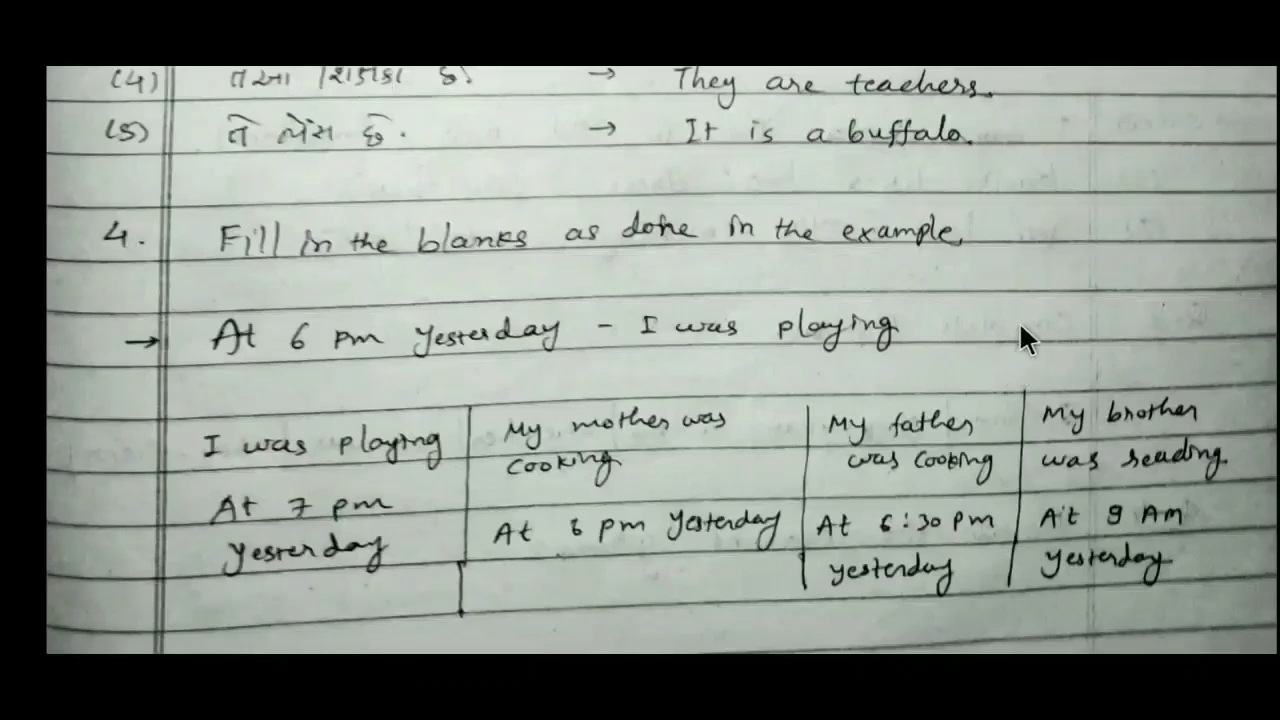 (4) તેઓ શિક્ષકો છે. → They are teachers.
(5) તે ભેંસ છે. → It is a buffalo.
4. Fill in the blanks as done in the example.
→ At 6 pm yesterday - I was playing
I was playing
At 7 pm
yesterday
My mother was
cooking
At 6 pm yesterday
My father
was cooking
At 6:30 pm
yesterday
My brother
was reading.
At 9 AM
yesterday